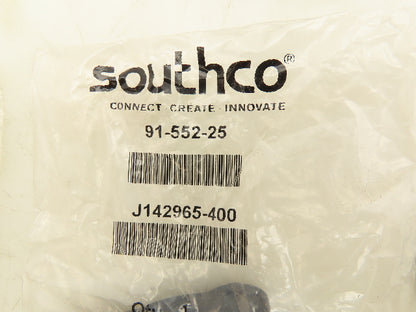 southco®
CONNECT · CREATE · INNOVATE
91-552-25
J142965-400